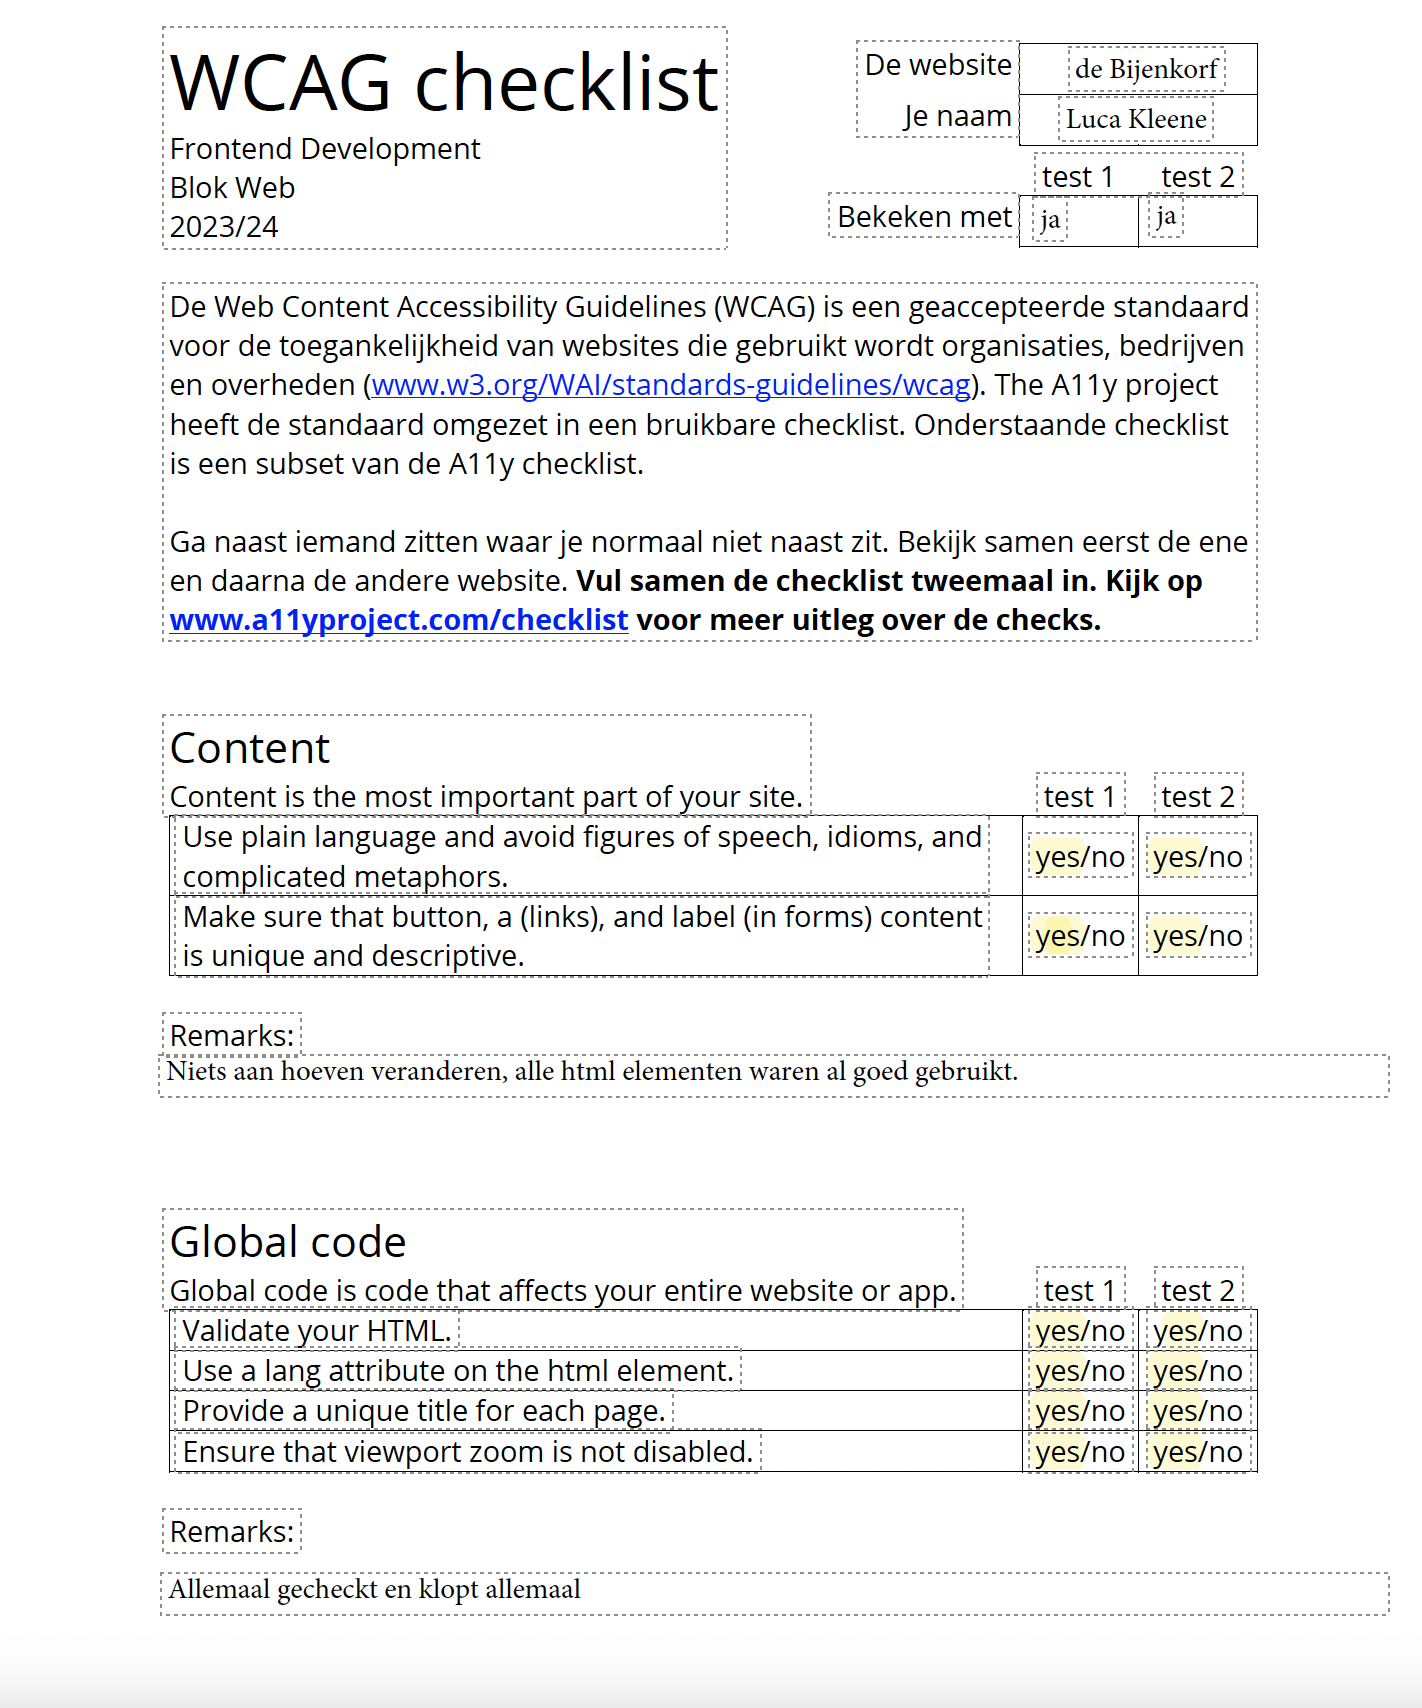 WCAG checklist
Frontend Development
Blok Web
2023/24
De website de Bijenkorf
Je naam Luca Kleene
test 1 test 2
Bekeken met ja ja
De Web Content Accessibility Guidelines (WCAG) is een geaccepteerde standaard
voor de toegankelijkheid van websites die gebruikt wordt organisaties, bedrijven
en overheden (www.w3.org/WAI/standards-guidelines/wcag). The A11y project
heeft de standaard omgezet in een bruikbare checklist. Onderstaande checklist
is een subset van de A11y checklist.
Ga naast iemand zitten waar je normaal niet naast zit. Bekijk samen eerst de ene
en daarna de andere website. Vul samen de checklist tweemaal in. Kijk op
www.a11yproject.com/checklist voor meer uitleg over de checks.
Content
Content is the most important part of your site. test 1 test 2
Use plain language and avoid figures of speech, idioms, and
complicated metaphors. yes/no yes/no
Make sure that button, a (links), and label (in forms) content
is unique and descriptive. yes/no yes/no
Remarks:
Niets aan hoeven veranderen, alle html elementen waren al goed gebruikt.
Global code
Global code is code that affects your entire website or app. test 1 test 2
Validate your HTML. yes/no yes/no
Use a lang attribute on the html element. yes/no yes/no
Provide a unique title for each page. yes/no yes/no
Ensure that viewport zoom is not disabled. yes/no yes/no
Remarks:
Allemaal gecheckt en klopt allemaal